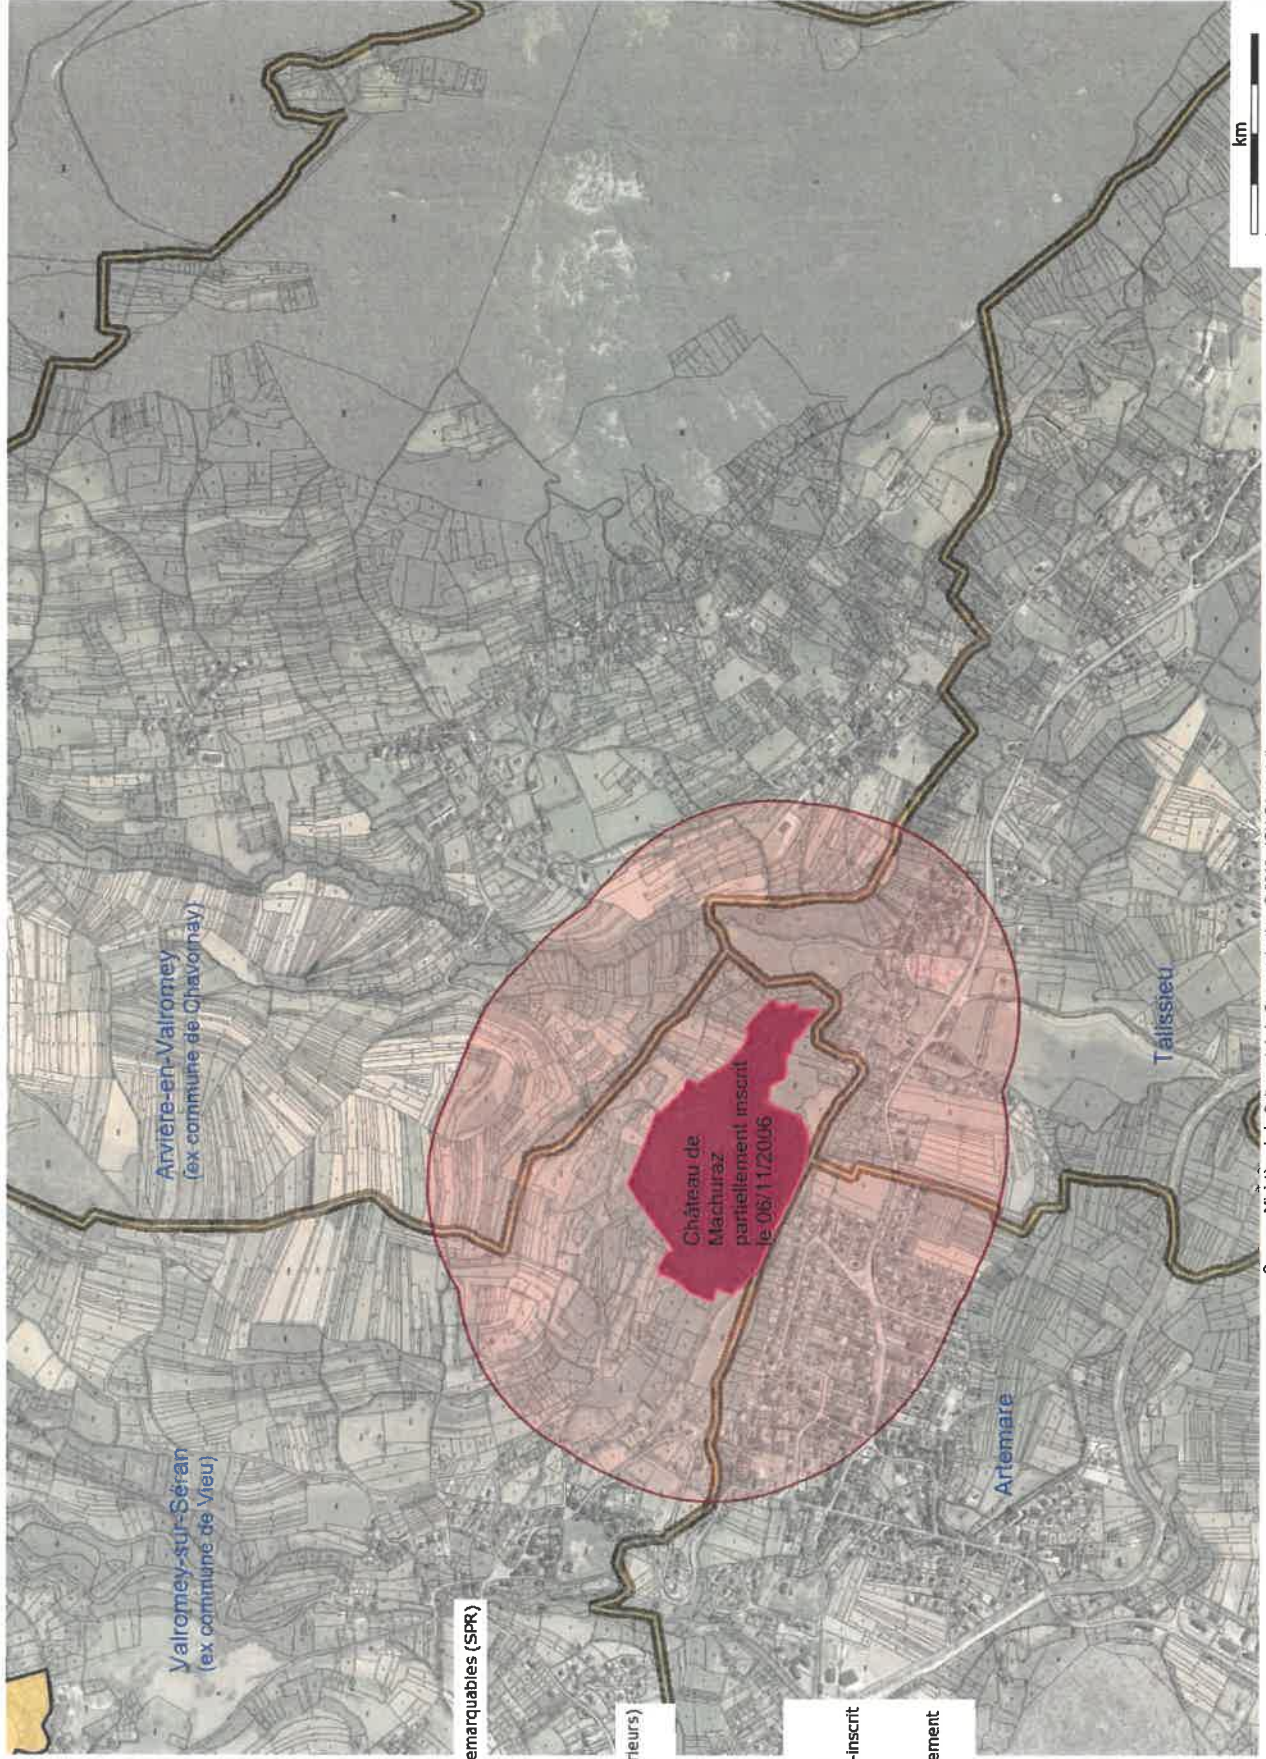 Valromey-sur-Séran
(ex commune de Vieu)
Arvière-en-Valromey
(ex commune de Chavornay)
Château de
Machuraz
partiellement inscrit
le 06/11/2006
Artemare
Talissieu
emarquables (SPR)
rieurs)
-inscrit
ement
km